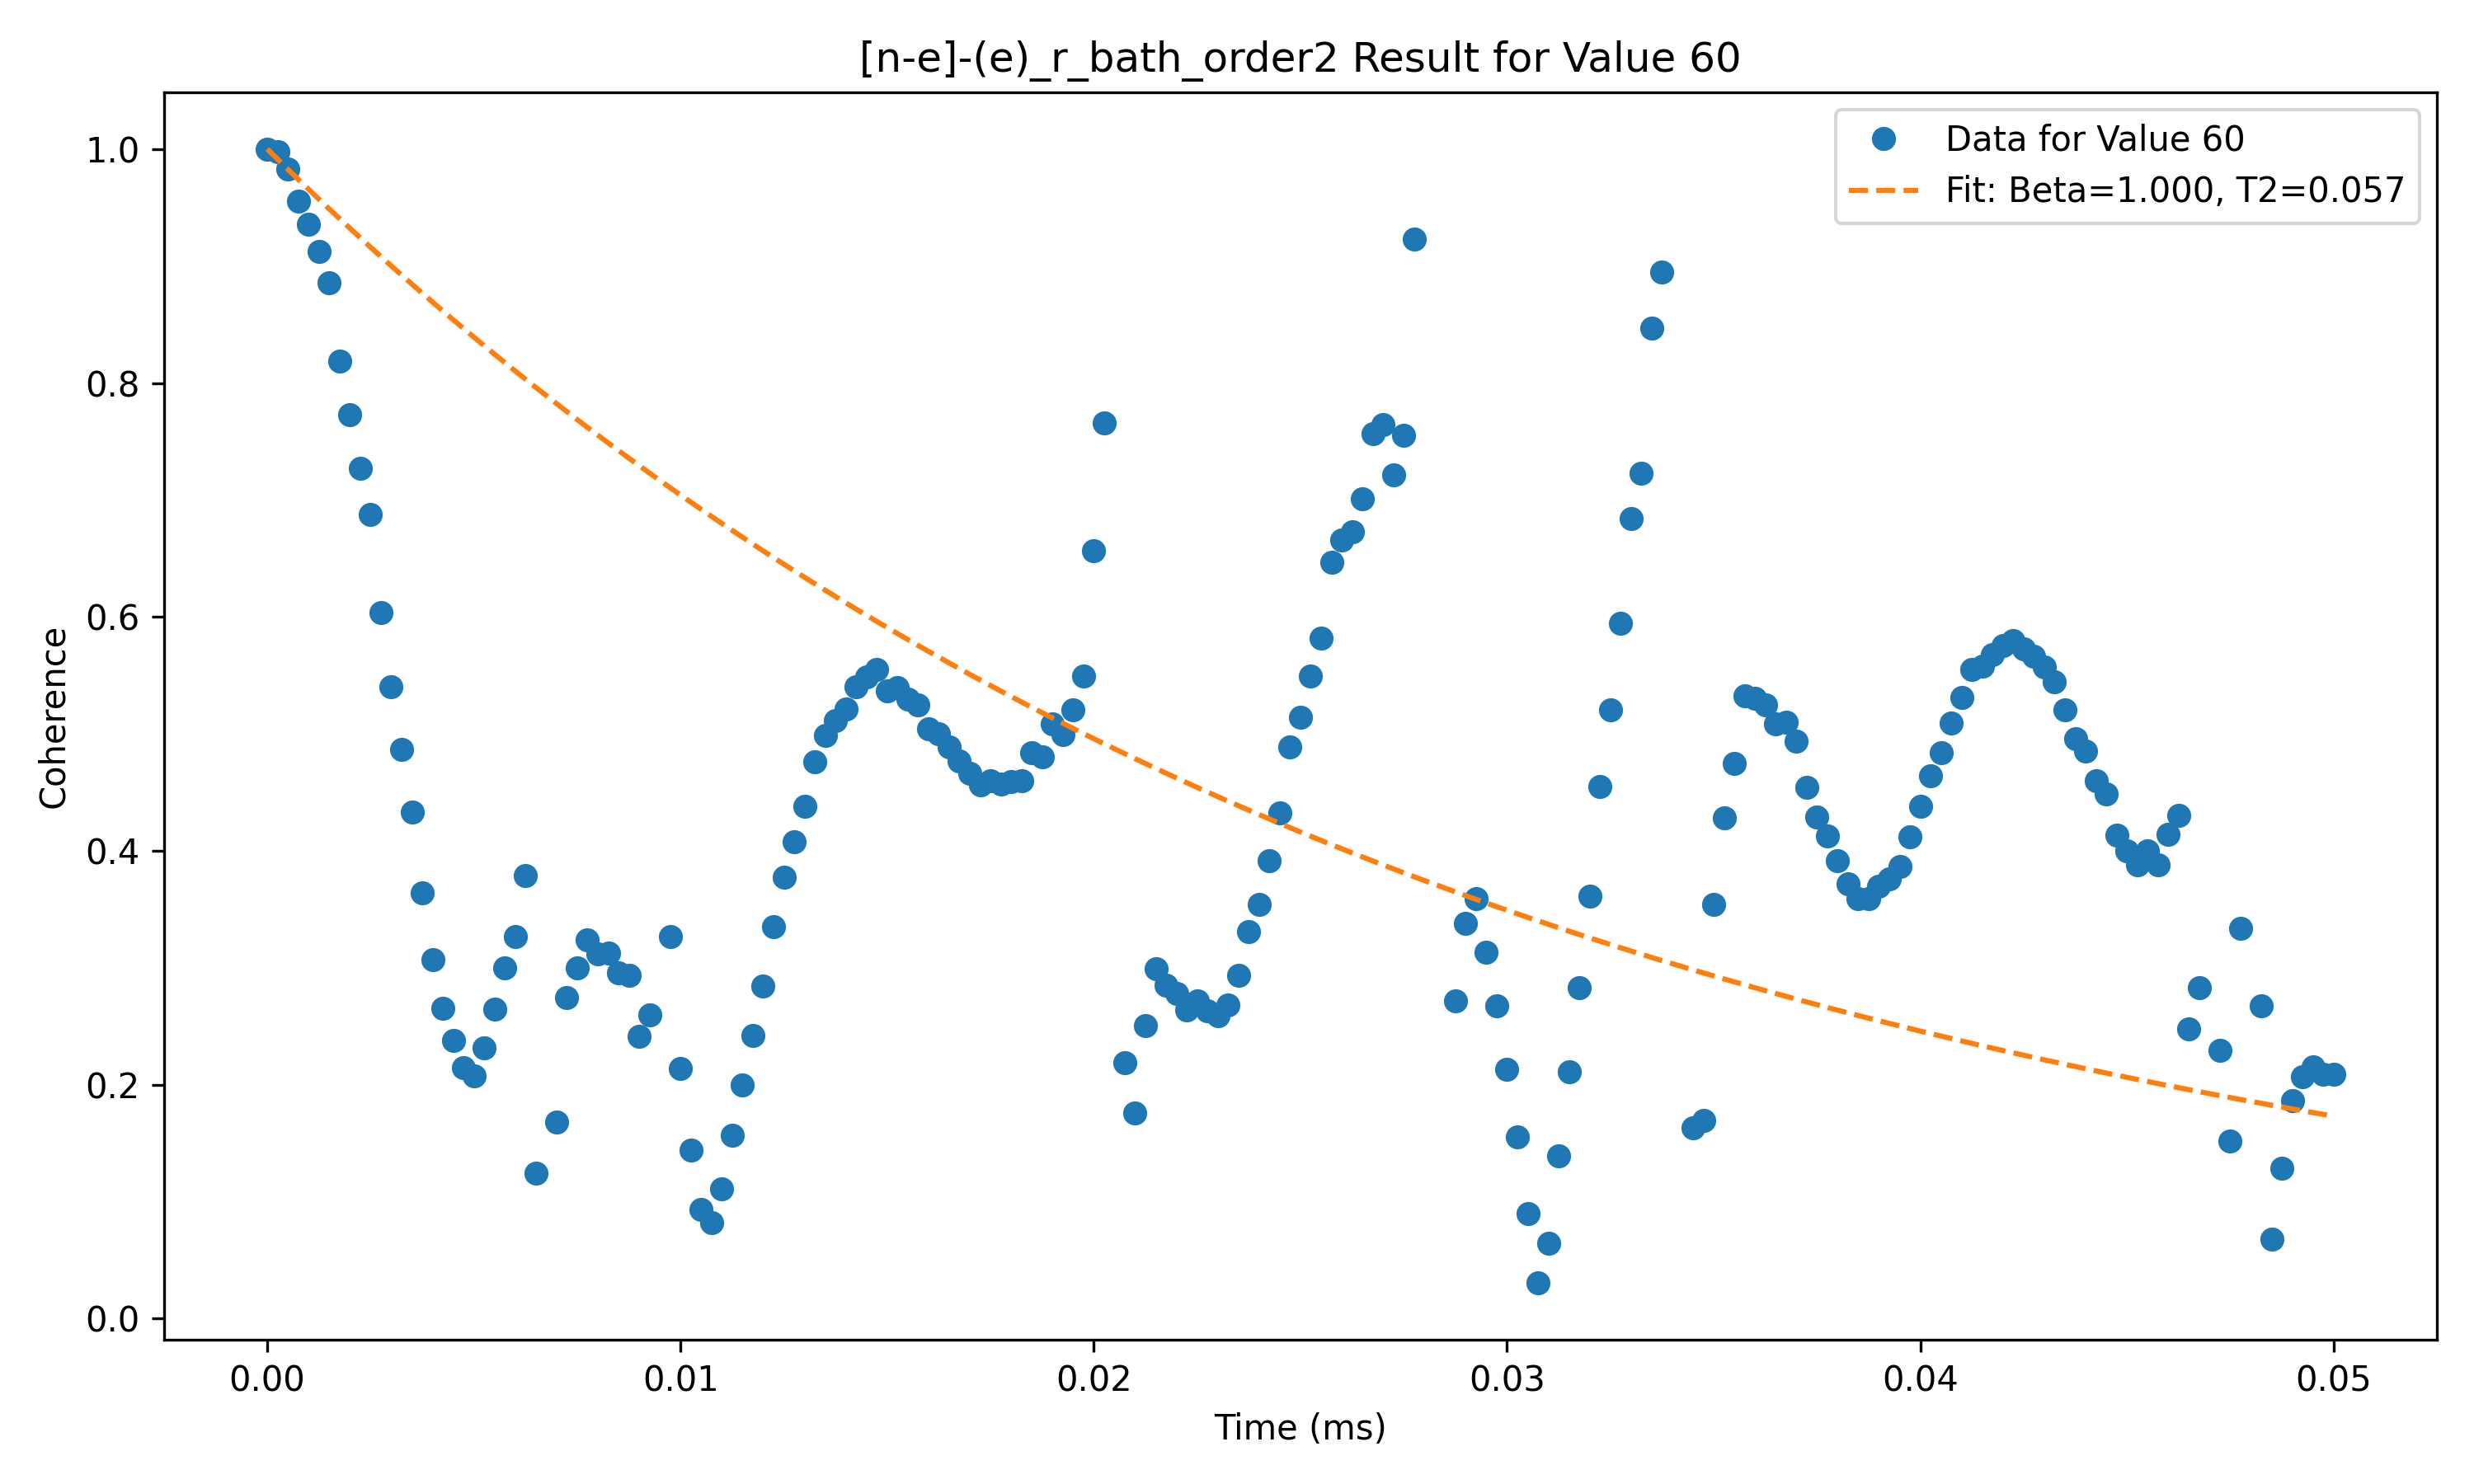 [n-e]-(e)_r_bath_order2 Result for Value 60
Data for Value 60
Fit: Beta=1.000, T2=0.057
Coherence
1.0
0.8
0.6
0.4
0.2
0.0
0.00 0.01 0.02 0.03 0.04 0.05
Time (ms)